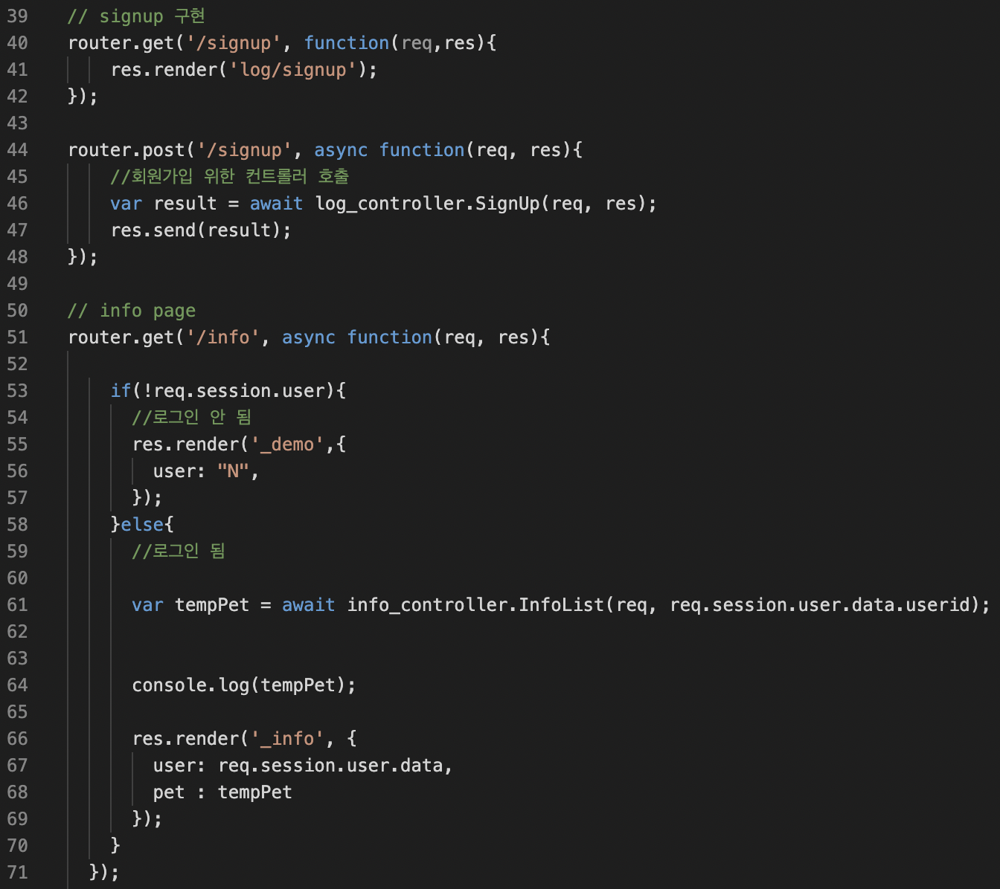 39 // signup 구현
40 router.get('/signup', function(req,res){
41 res.render('log/signup');
42 });
43
44 router.post('/signup', async function(req, res){
45 //회원가입 위한 컨트롤러 호출
46 var result = await log_controller.SignUp(req, res);
47 res.send(result);
48 });
49
50 // info page
51 router.get('/info', async function(req, res){
52
53 if(!req.session.user){
54 //로그인 안 됨
55 res.render('_demo',{
56 user: "N",
57 });
58 }else{
59 //로그인 됨
60
61 var tempPet = await info_controller.InfoList(req, req.session.user.data.userid);
62
63
64 console.log(tempPet);
65
66 res.render('_info', {
67 user: req.session.user.data,
68 pet : tempPet
69 });
70 }
71 });